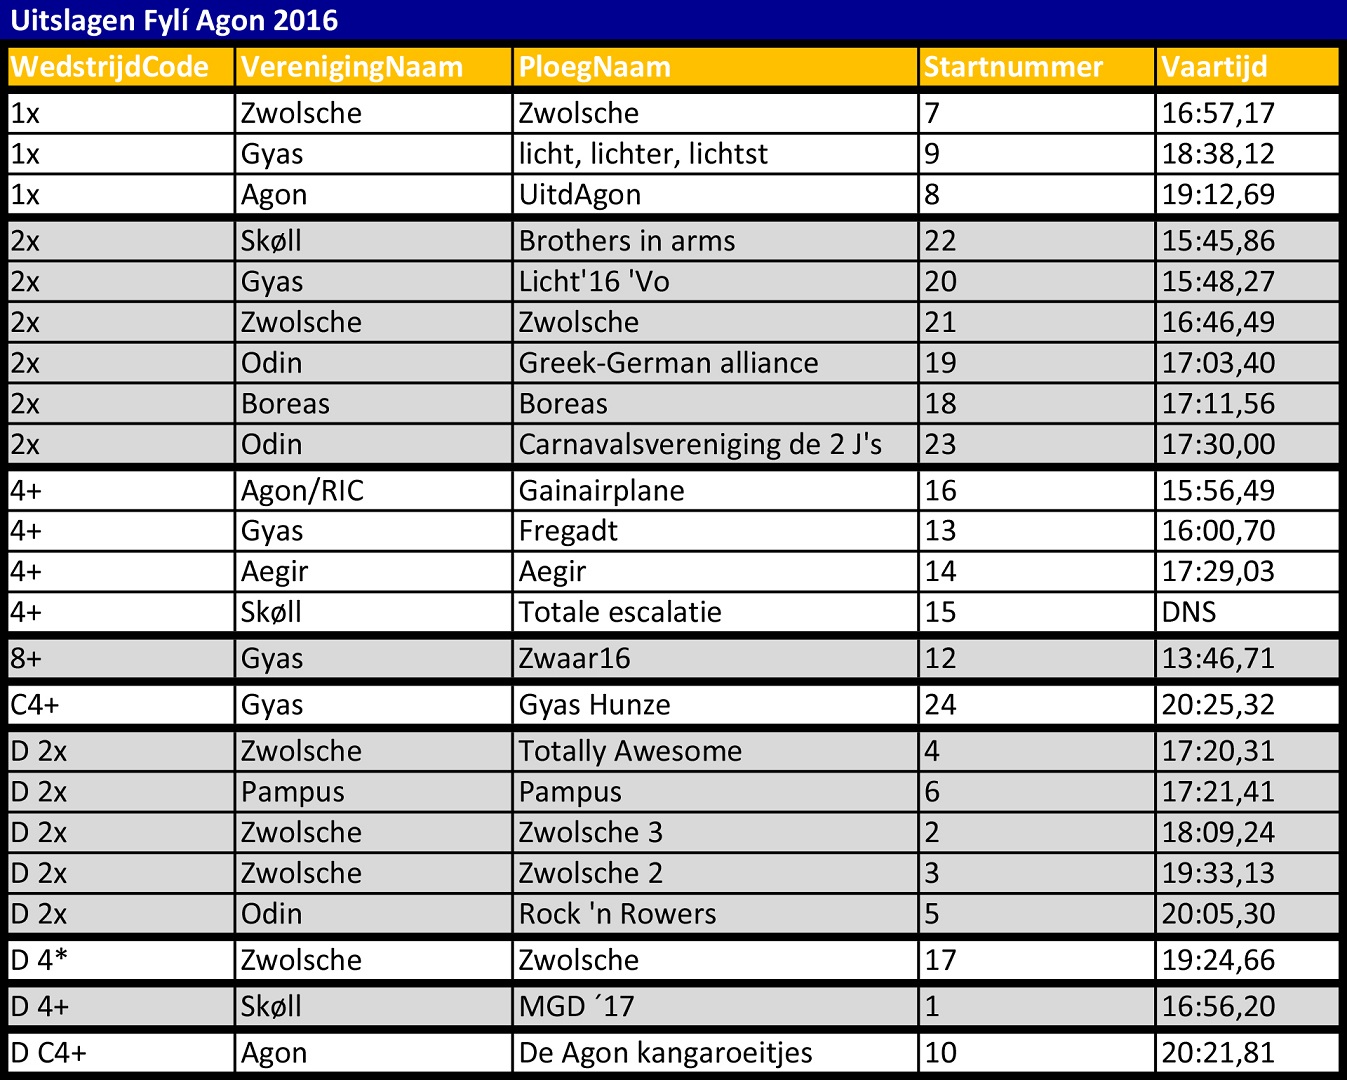 Uitslagen Fylí Agon 2016
WedstrijdCode VerenigingNaam PloegNaam Startnummer Vaartijd
1x Zwolsche Zwolsche 7 16:57,17
1x Gyas licht, lichter, lichtst 9 18:38,12
1x Agon UitdAgon 8 19:12,69
2x Skøll Brothers in arms 22 15:45,86
2x Gyas Licht'16 'Vo 20 15:48,27
2x Zwolsche Zwolsche 21 16:46,49
2x Odin Greek-German alliance 19 17:03,40
2x Boreas Boreas 18 17:11,56
2x Odin Carnavalsvereniging de 2 J's 23 17:30,00
4+ Agon/RIC Gainairplane 16 15:56,49
4+ Gyas Fregadt 13 16:00,70
4+ Aegir Aegir 14 17:29,03
4+ Skøll Totale escalatie 15 DNS
8+ Gyas Zwaar16 12 13:46,71
C4+ Gyas Gyas Hunze 24 20:25,32
D 2x Zwolsche Totally Awesome 4 17:20,31
D 2x Pampus Pampus 6 17:21,41
D 2x Zwolsche Zwolsche 3 2 18:09,24
D 2x Zwolsche Zwolsche 2 3 19:33,13
D 2x Odin Rock 'n Rowers 5 20:05,30
D 4* Zwolsche Zwolsche 17 19:24,66
D 4+ Skøll MGD ´17 1 16:56,20
D C4+ Agon De Agon kangaroeitjes 10 20:21,81